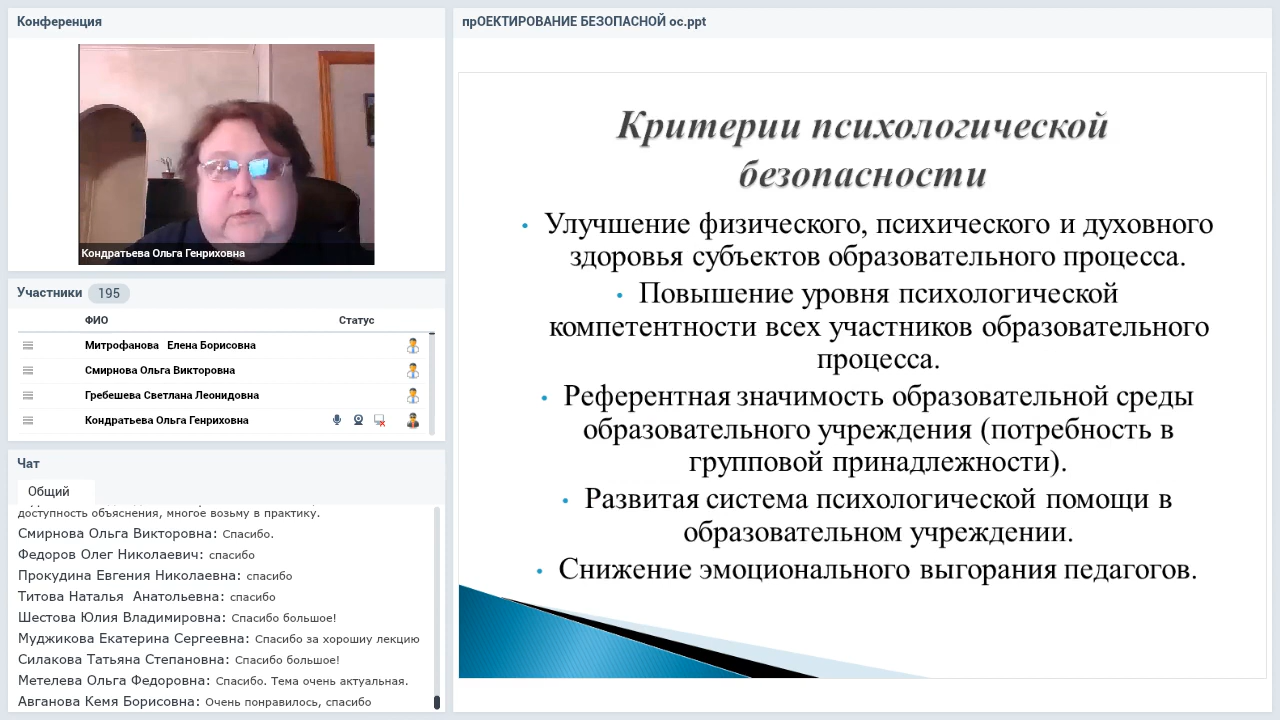 Конференция
Кондратьева Ольга Генриховна
Участники 195
ФИО Статус
Митрофанова Елена Борисовна
Смирнова Ольга Викторовна
Гребешева Светлана Леонидовна
Кондратьева Ольга Генриховна
Чат
Общий
доступность объяснения, многое возьму в практику.
Смирнова Ольга Викторовна: Спасибо.
Федоров Олег Николаевич: спасибо
Прокудина Евгения Николаевна: спасибо
Титова Наталья Анатольевна: спасибо
Шестова Юлия Владимировна: Спасибо большое!
Муджикова Екатерина Сергеевна: Спасибо за хорошиу лекцию
Силакова Татьяна Степановна: Спасибо большое!
Метелева Ольга Федоровна: Спасибо. Тема очень актуальная.
Авганова Кемя Борисовна: Очень понравилось, спасибо
прОЕКТИРОВАНИЕ БЕЗОПАСНОЙ ос.ppt
Критерии психологической
безопасности
• Улучшение физического, психического и духовного
здоровья субъектов образовательного процесса.
• Повышение уровня психологической
компетентности всех участников образовательного
процесса.
• Референтная значимость образовательной среды
образовательного учреждения (потребность в
групповой принадлежности).
• Развитая система психологической помощи в
образовательном учреждении.
• Снижение эмоционального выгорания педагогов.